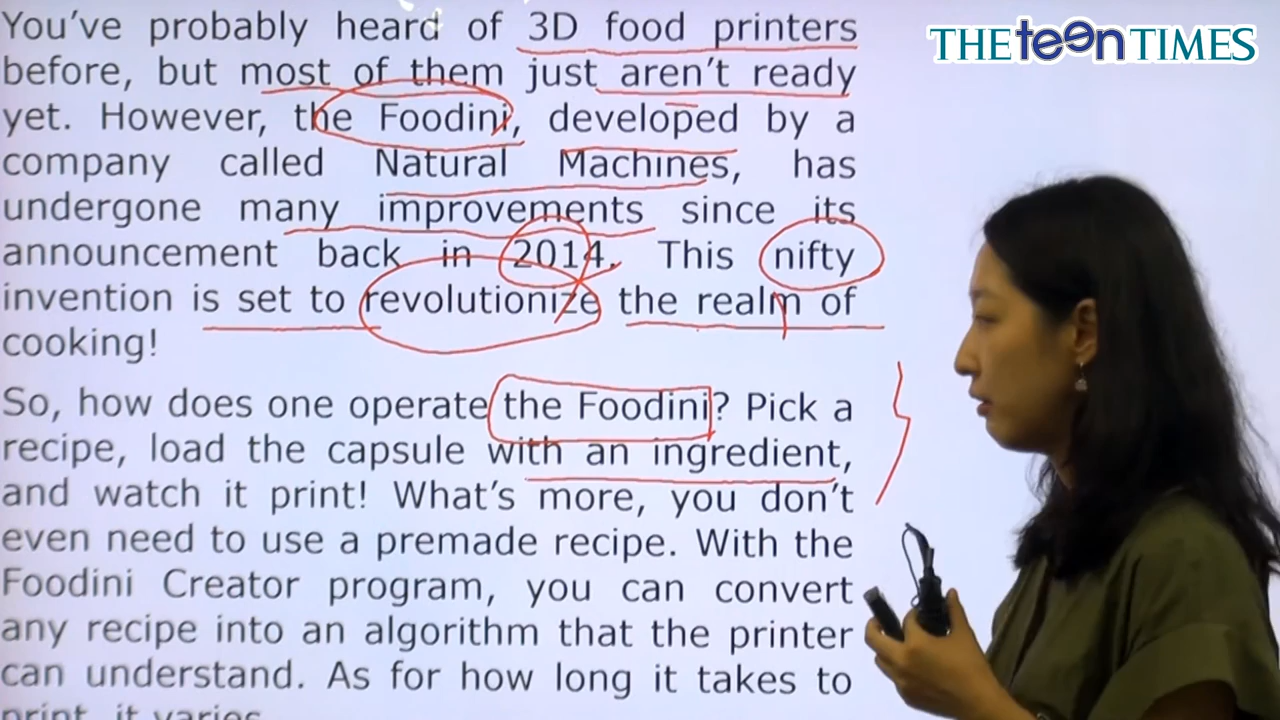 You've probably heard of 3D food printers
before, but most of them just aren't ready
yet. However, the Foodini, developed by a
company called Natural Machines, has
undergone many improvements since its
announcement back in 2014. This nifty
invention is set to revolutionize the realm of
cooking!
So, how does one operate the Foodini? Pick a
recipe, load the capsule with an ingredient,
and watch it print! What's more, you don't
even need to use a premade recipe. With the
Foodini Creator program, you can convert
any recipe into an algorithm that the printer
can understand. As for how long it takes to
print, it varies
THE teen TIMES